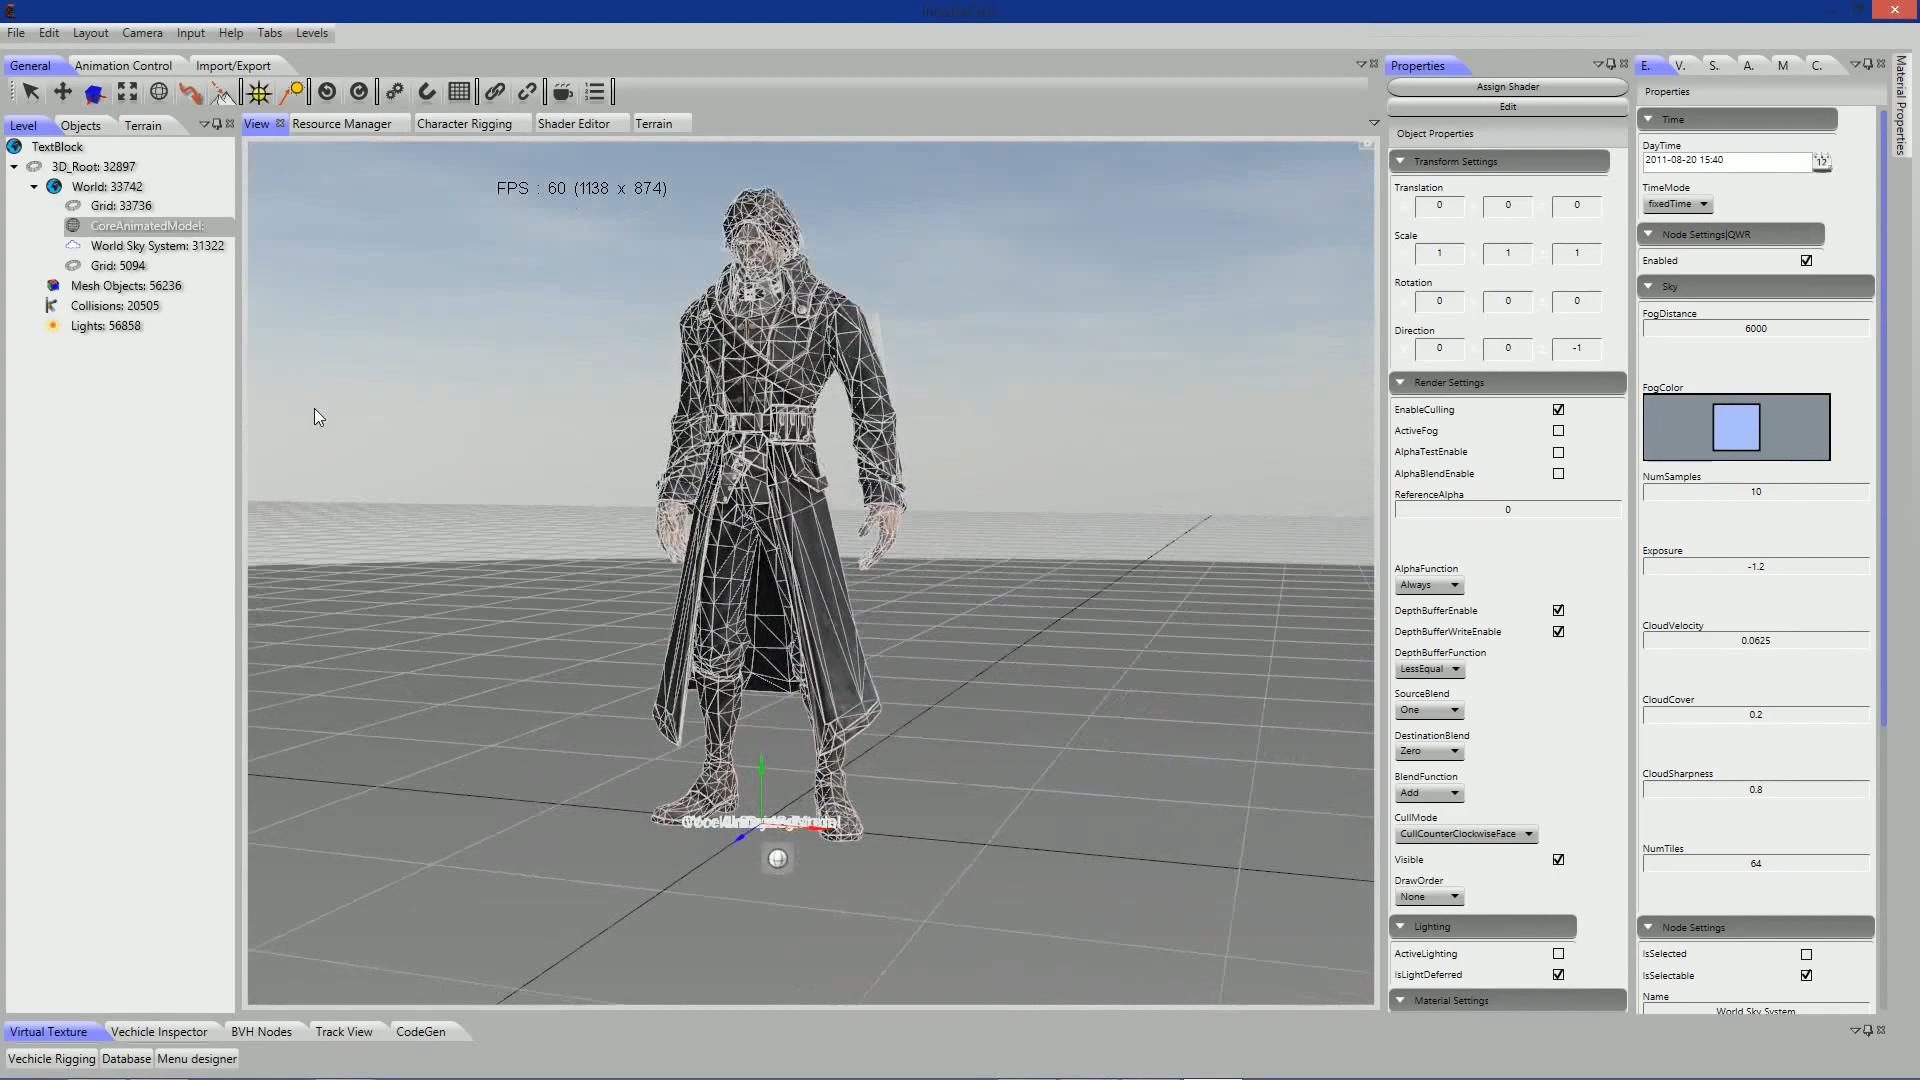 File Edit Layout Camera Input Help Tabs Levels
General Animation Control Import/Export
Level Objects Terrain
TextBlock
3D_Root: 32897
World: 33742
Grid: 33736
CoreAnimatedModel:
World Sky System: 31322
Grid: 5094
Mesh Objects: 56236
Collisions: 20505
Lights: 56858
View Resource Manager Character Rigging Shader Editor Terrain
FPS : 60 (1138 x 874)
Properties
Assign Shader
Edit
Object Properties
Transform Settings
Translation
0 0 0
Scale
1 1 1
Rotation
0 0 0
Direction
0 0 -1
Render Settings
EnableCulling
ActiveFog
AlphaTestEnable
AlphaBlendEnable
ReferenceAlpha
0
AlphaFunction
Always
DepthBufferEnable
DepthBufferWriteEnable
DepthBufferFunction
LessEqual
SourceBlend
One
DestinationBlend
Zero
BlendFunction
Add
CullMode
CullCounterClockwiseFace
Visible
DrawOrder
None
Lighting
ActiveLighting
IsLightDeferred
Material Settings
E. V. S. A. M C.
Properties
Time
DayTime
2011-08-20 15:40
12
TimeMode
fixedTime
Node Settings|QWR
Enabled
Sky
FogDistance
6000
FogColor
NumSamples
10
Exposure
-1.2
CloudVelocity
0.0625
CloudCover
0.2
CloudSharpness
0.8
NumTiles
64
Node Settings
IsSelected
IsSelectable
Name
World Sky System
Material Properties
Virtual Texture Vechicle Inspector BVH Nodes Track View CodeGen
Vechicle Rigging Database Menu designer